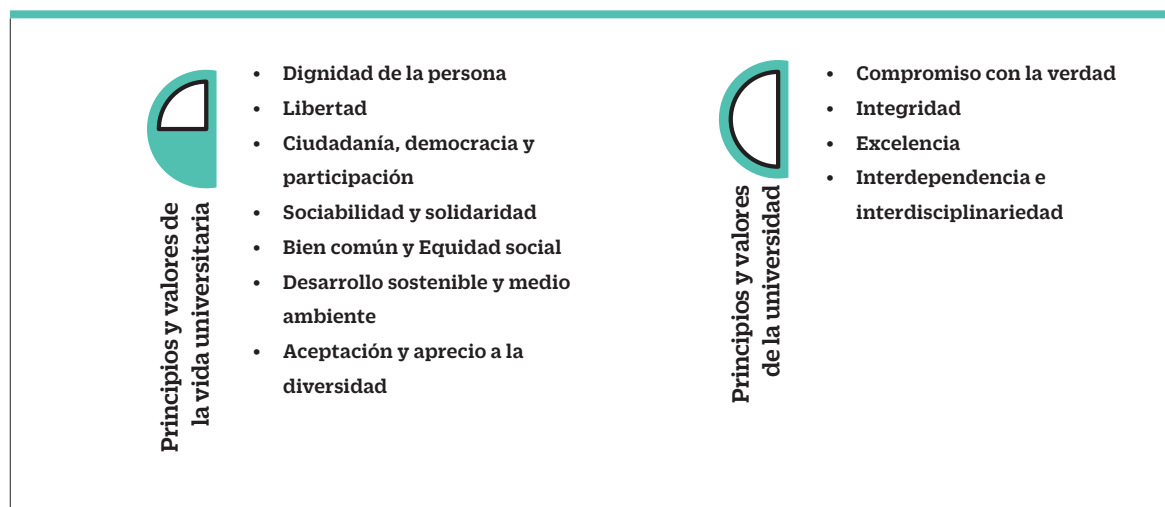 Principios y valores de
la vida universitaria
• Dignidad de la persona
• Libertad
• Ciudadanía, democracia y
participación
• Sociabilidad y solidaridad
• Bien común y Equidad social
• Desarrollo sostenible y medio
ambiente
• Aceptación y aprecio a la
diversidad
Principios y valores
de la universidad
• Compromiso con la verdad
• Integridad
• Excelencia
• Interdependencia e
interdisciplinariedad